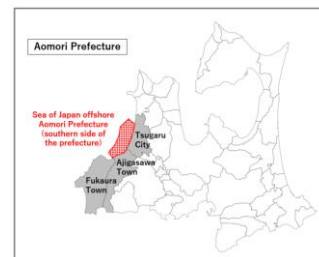 Aomori Prefecture
Sea of Japan offshore
Aomori Prefecture
(southern side of
the prefecture)
Tsugaru
City
Ajigasawa
Town
Fukaura
Town